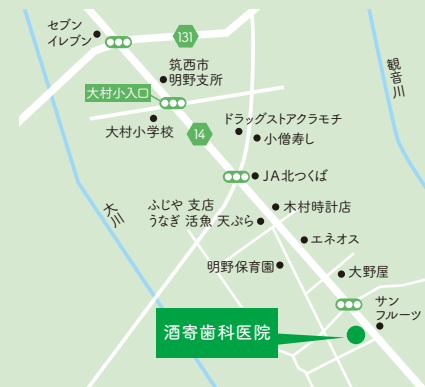 セブン
イレブン
131
筑西市
明野支所
観音川
大村小入口
大村小学校
14
ドラッグストアクラモチ
小僧寿し
JA北つくば
大川
ふじや 支店
うなぎ 活魚 天ぷら
木村時計店
エネオス
明野保育園
大野屋
サン
フルーツ
酒寄歯科医院